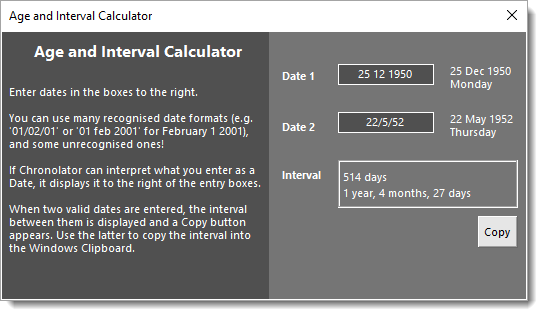 Age and Interval Calculator
Age and Interval Calculator
Enter dates in the boxes to the right.
You can use many recognised date formats (e.g.
'01/02/01' or '01 feb 2001' for February 1 2001),
and some unrecognised ones!
If Chronolator can interpret what you enter as a
Date, it displays it to the right of the entry boxes.
When two valid dates are entered, the interval
between them is displayed and a Copy button
appears. Use the latter to copy the interval into
the Windows Clipboard.
Date 1
25 12 1950
25 Dec 1950
Monday
Date 2
22/5/52
22 May 1952
Thursday
Interval
514 days
1 year, 4 months, 27 days
Copy